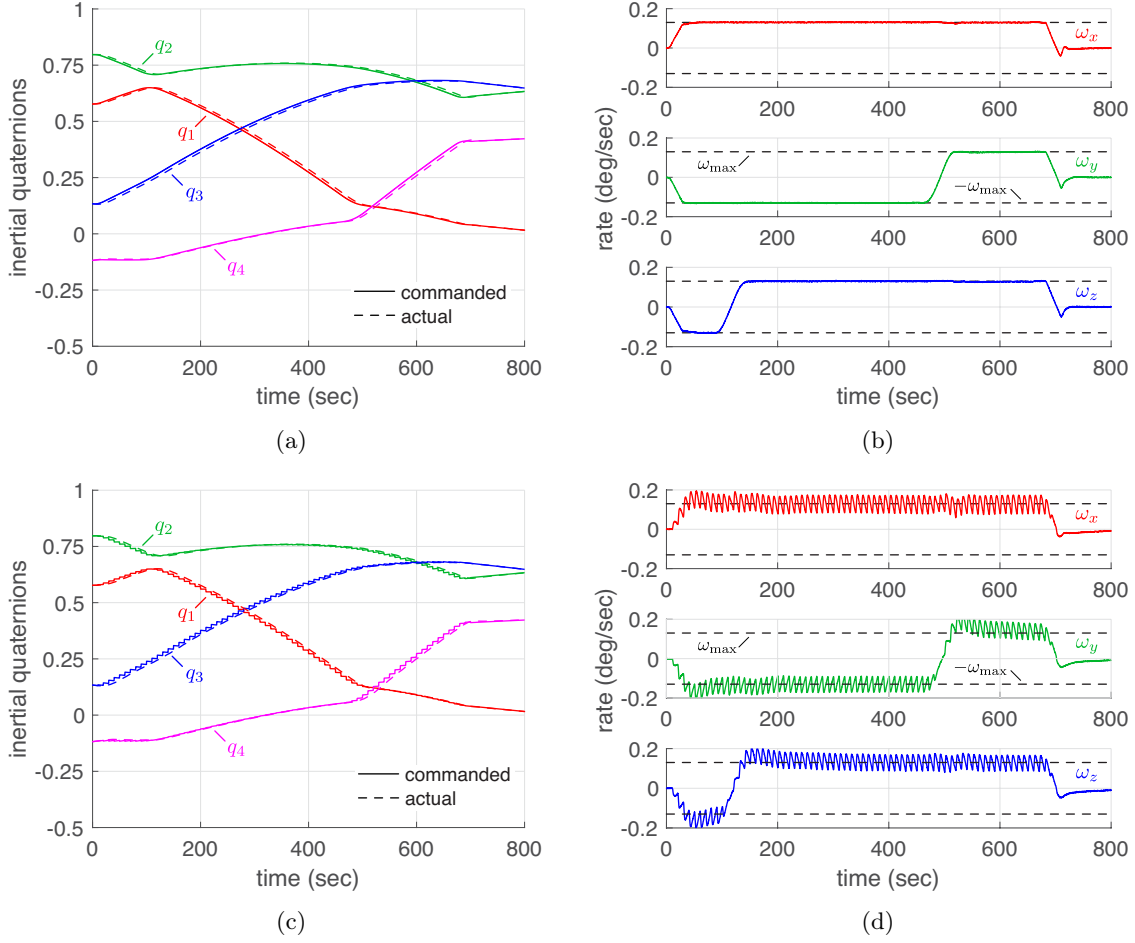 1
0.75
0.5
0.25
0
-0.25
-0.5
0 200 400 600 800
inertial quaternions
time (sec)
q2
q1
q3
q4
commanded
actual
(a)
0.2
0
-0.2
0 200 400 600 800
ωx
0.2
0
-0.2
0 200 400 600 800
ωmax
−ωmax
ωy
rate (deg/sec)
0.2
0
-0.2
0 200 400 600 800
ωz
time (sec)
(b)
1
0.75
0.5
0.25
0
-0.25
-0.5
0 200 400 600 800
inertial quaternions
time (sec)
q2
q1
q3
q4
commanded
actual
(c)
0.2
0
-0.2
0 200 400 600 800
ωx
0.2
0
-0.2
0 200 400 600 800
ωmax
−ωmax
ωy
rate (deg/sec)
0.2
0
-0.2
0 200 400 600 800
ωz
time (sec)
(d)